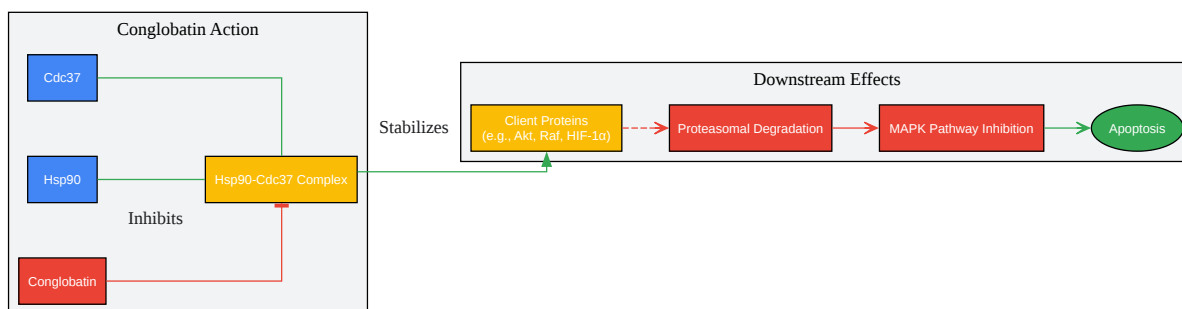 Conglobatin Action
Cdc37
Hsp90
Hsp90-Cdc37 Complex
Inhibits
Conglobatin
Stabilizes
Downstream Effects
Client Proteins
(e.g., Akt, Raf, HIF-1α)
Proteasomal Degradation
MAPK Pathway Inhibition
Apoptosis